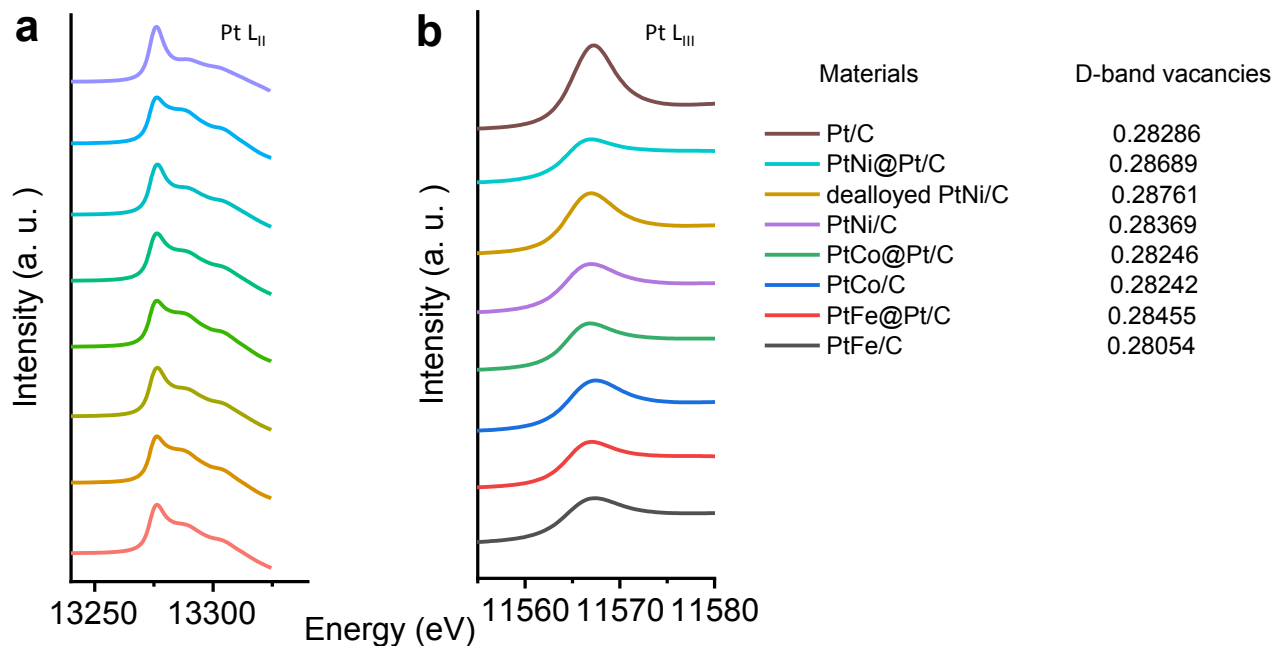 a
Pt L_II
Intensity (a. u. )
13250
13300
b
Pt L_III
Intensity (a. u. )
11560
11570
11580
Energy (eV)
Materials D-band vacancies
Pt/C 0.28286
PtNi@Pt/C 0.28689
dealloyed PtNi/C 0.28761
PtNi/C 0.28369
PtCo@Pt/C 0.28246
PtCo/C 0.28242
PtFe@Pt/C 0.28455
PtFe/C 0.28054